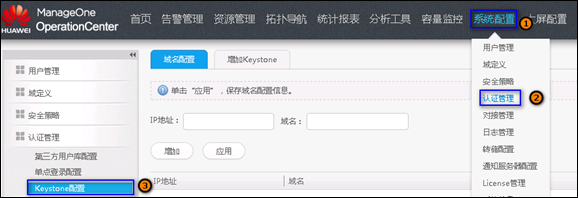 HUAWEI
ManageOne
OperationCenter
首页 告警管理 资源管理 拓扑导航 统计报表 分析工具 容量监控 系统配置 大屏配置
1
用户管理
域定义
安全策略
认证管理 2
对接管理
日志管理
转储配置
通知服务器配置
License管理
用户管理
域定义
安全策略
认证管理
第三方用户库配置
单点登录配置
Keystone配置 3
域名配置 增加Keystone
单击 "应用"，保存域名配置信息。
IP地址： 域名：
增加 应用
IP地址 域名